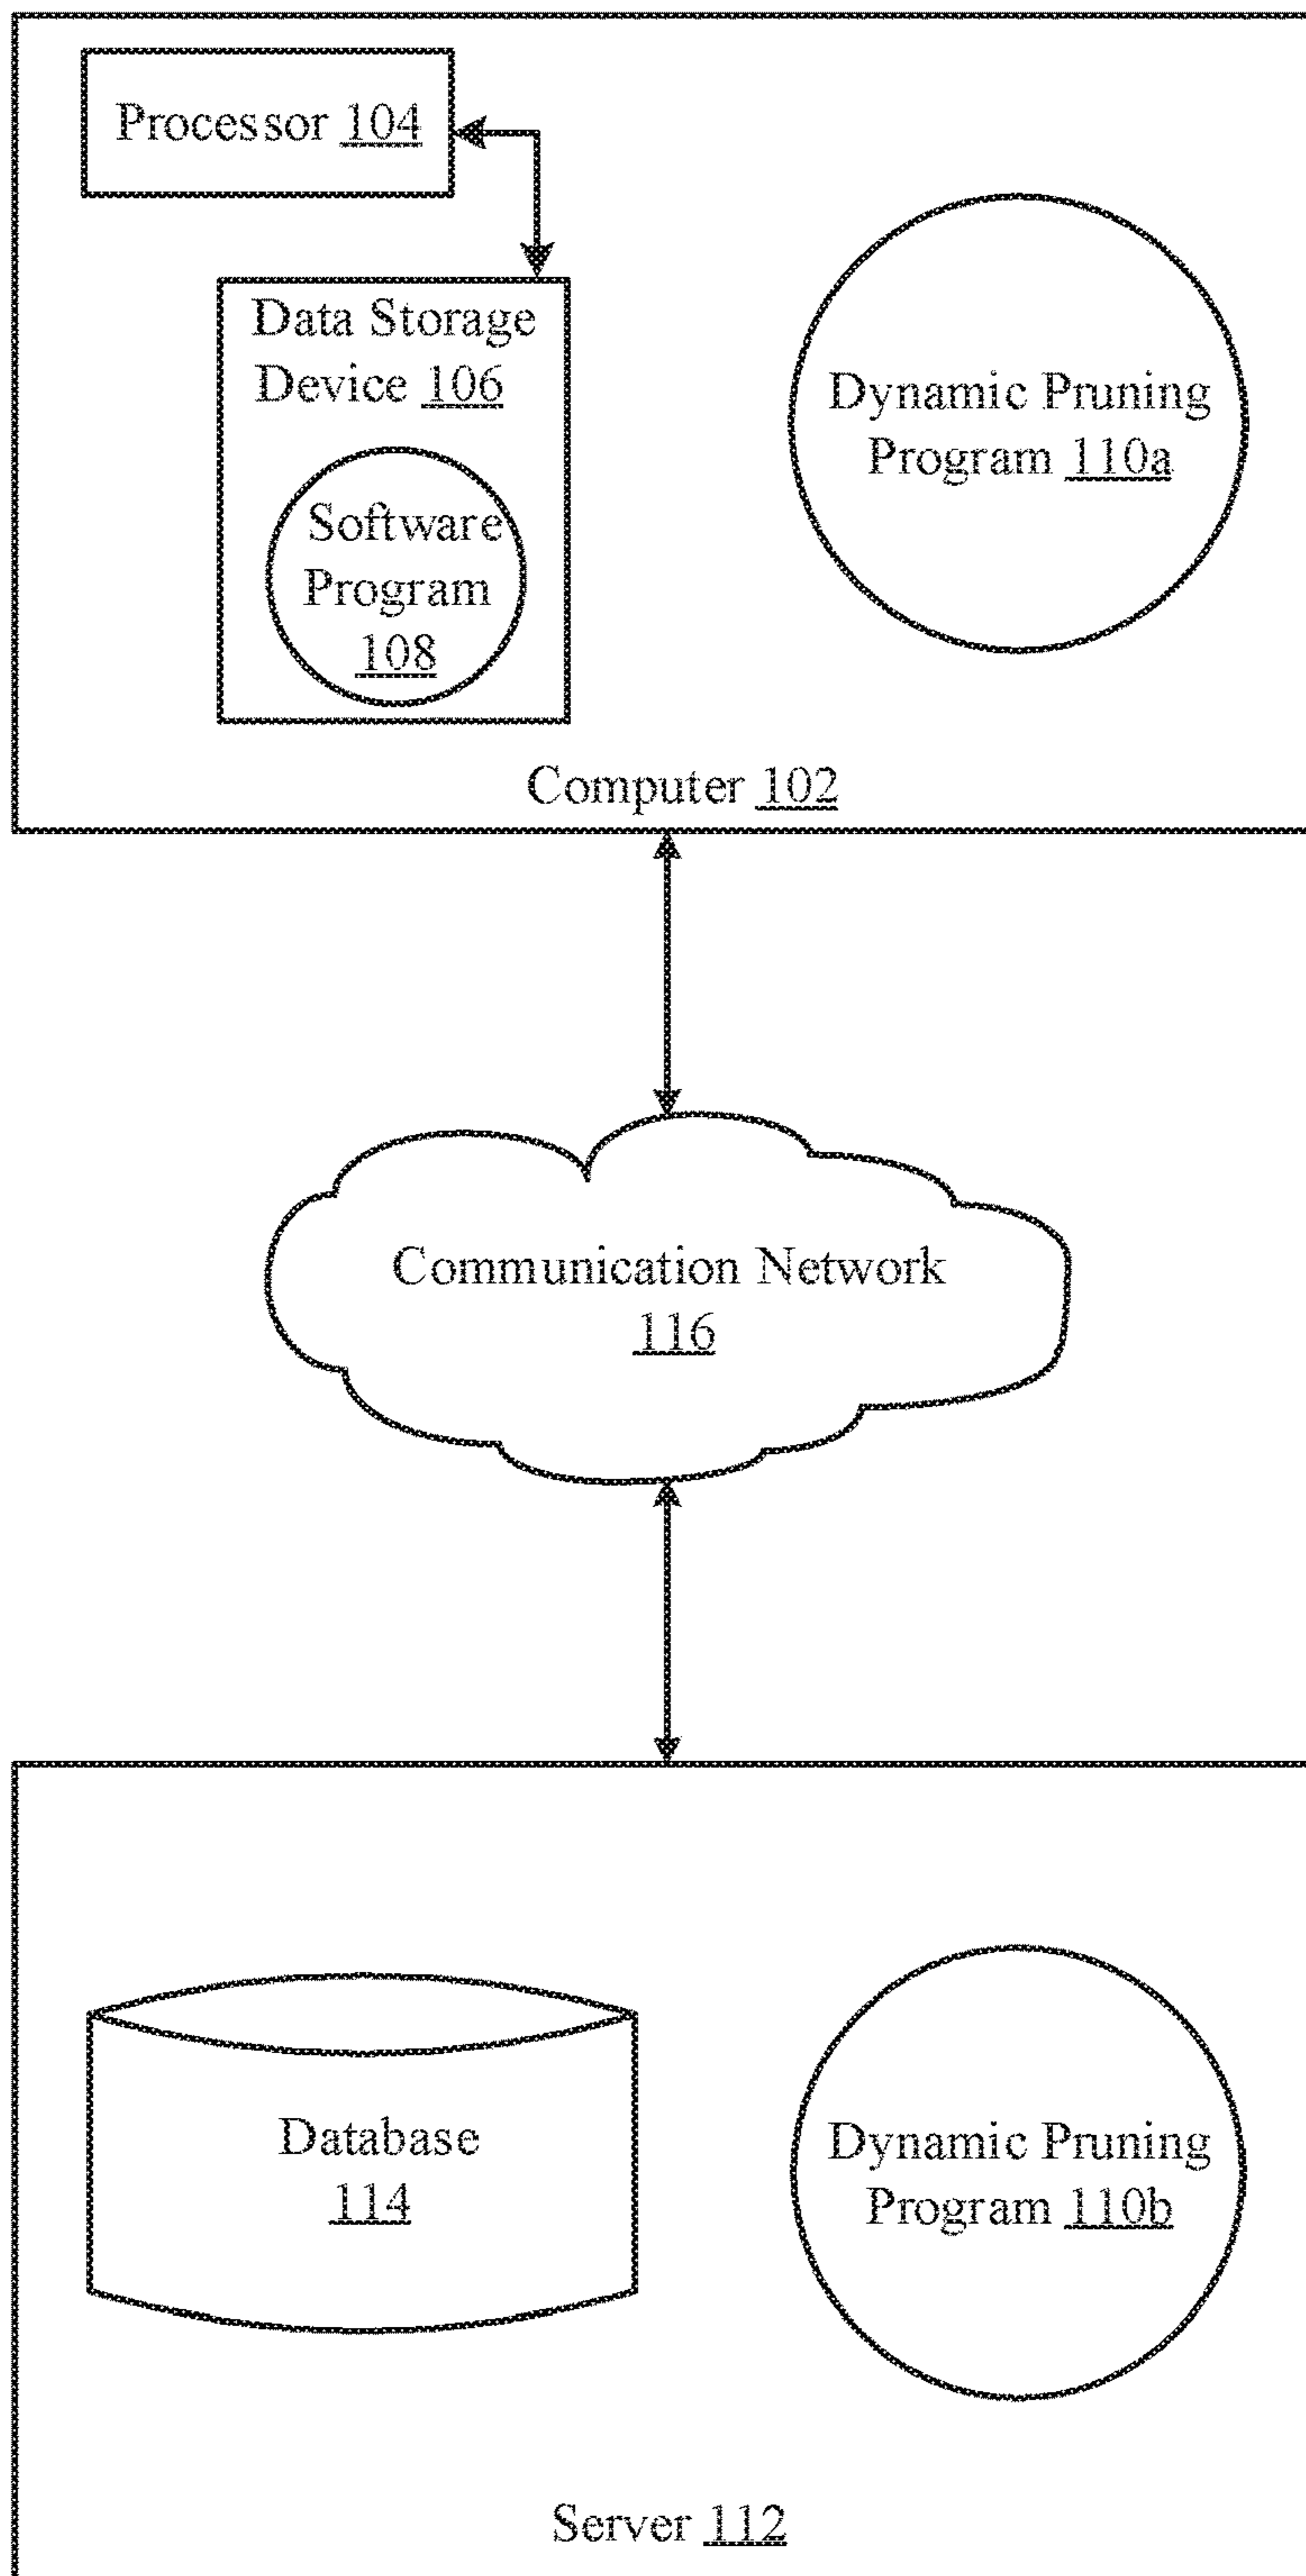 Processor 104
Data Storage
Device 106
Software
Program
108
Dynamic Pruning
Program 110a
Computer 102
Communication Network
116
Database
114
Dynamic Pruning
Program 110b
Server 112